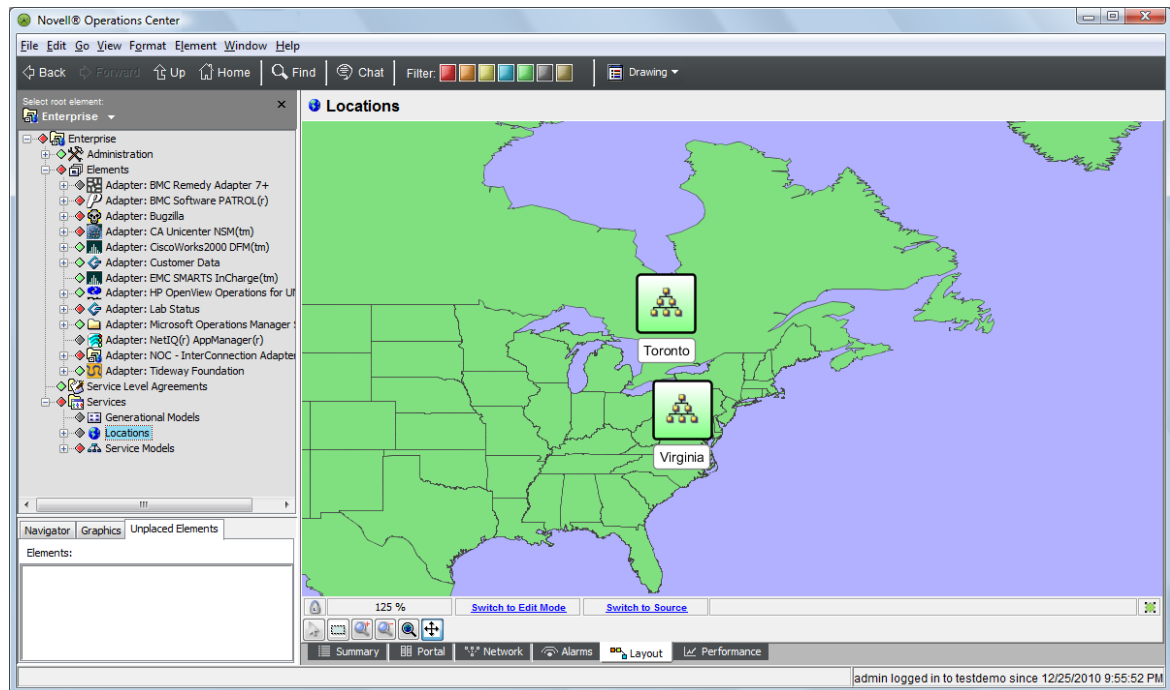 Novell® Operations Center
File Edit Go View Format Element Window Help
Back Forward Up Home Find Chat Filter: Drawing
Select root element:
Enterprise
Locations
Enterprise
Administration
Elements
Adapter: BMC Remedy Adapter 7+
Adapter: BMC Software PATROL(r)
Adapter: Bugzilla
Adapter: CA Unicenter NSM(tm)
Adapter: CiscoWorks2000 DFM(tm)
Adapter: Customer Data
Adapter: EMC SMARTS InCharge(tm)
Adapter: HP OpenView Operations for
Adapter: Lab Status
Adapter: Microsoft Operations Manager
Adapter: NetIQ(r) AppManager(r)
Adapter: NOC - InterConnection Adapte
Adapter: Tideway Foundation
Service Level Agreements
Services
Generational Models
Locations
Service Models
Toronto
Virginia
Navigator Graphics Unplaced Elements
Elements:
125 % Switch to Edit Mode Switch to Source
Summary Portal Network Alarms Layout Performance
admin logged in to testdemo since 12/25/2010 9:55:52 PM